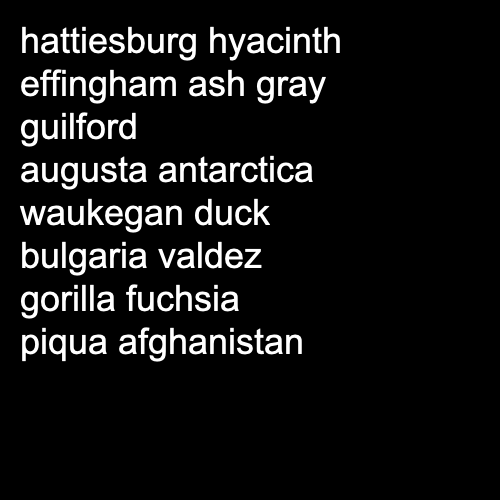 hattiesburg hyacinth
effingham ash gray
guilford
augusta antarctica
waukegan duck
bulgaria valdez
gorilla fuchsia
piqua afghanistan